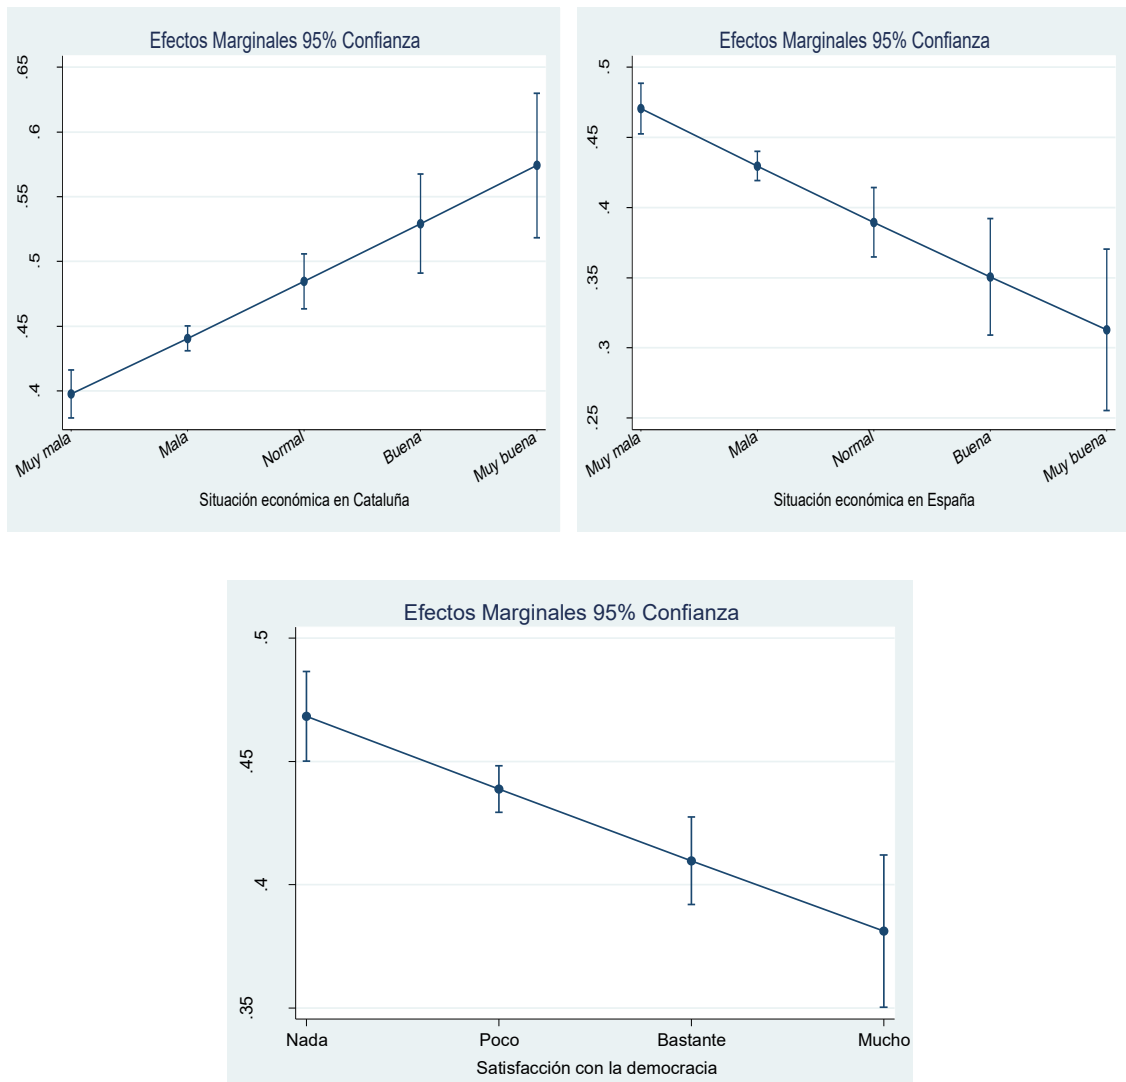 Efectos Marginales 95% Confianza
.65
.6
.55
.5
.45
.4
Muy mala
Mala
Normal
Buena
Muy buena
Situación económica en Cataluña
Efectos Marginales 95% Confianza
.5
.45
.4
.35
.3
.25
Muy mala
Mala
Normal
Buena
Muy buena
Situación económica en España
Efectos Marginales 95% Confianza
.5
.45
.4
.35
Nada
Poco
Bastante
Mucho
Satisfacción con la democracia